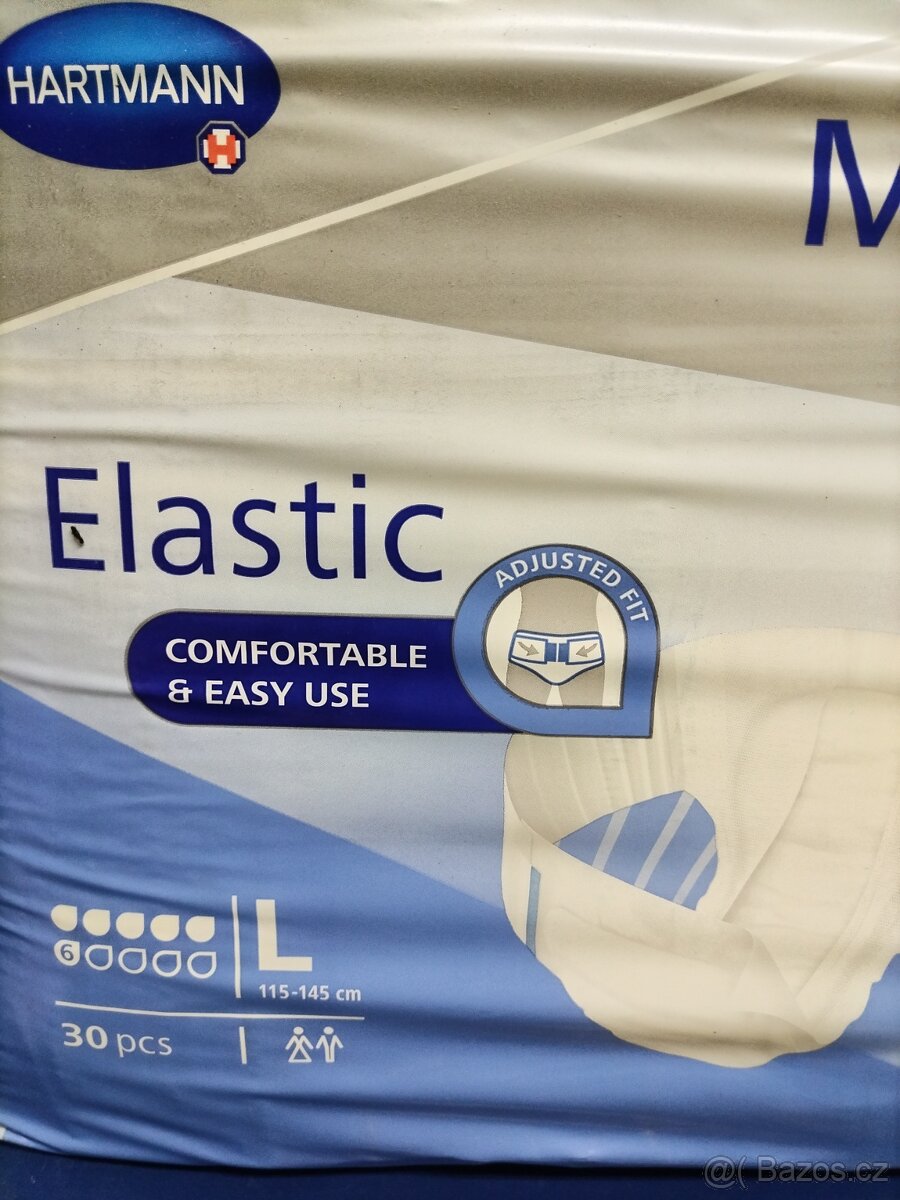 HARTMANN
H
M
Elastic
ADJUSTED FIT
COMFORTABLE
& EASY USE
6
L
115-145 cm
30 pcs
@( Bazos.cz